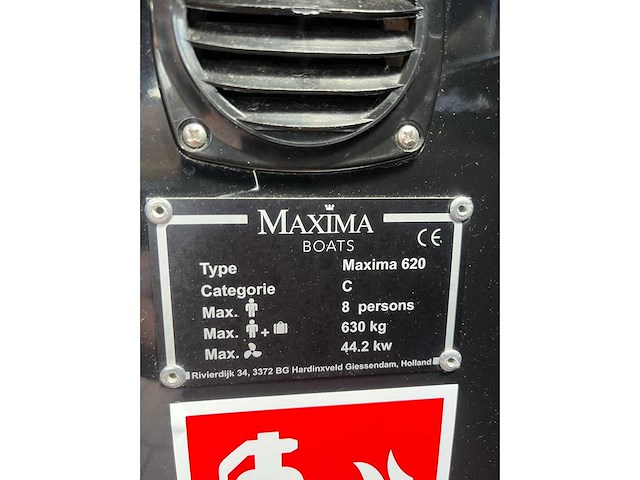 MAXIMA
BOATS
CE
Type Maxima 620
Categorie C
Max. 8 persons
Max. + 630 kg
Max. 44.2 kw
Rivierdijk 34, 3372 BG Hardinxveld Giessendam, Holland